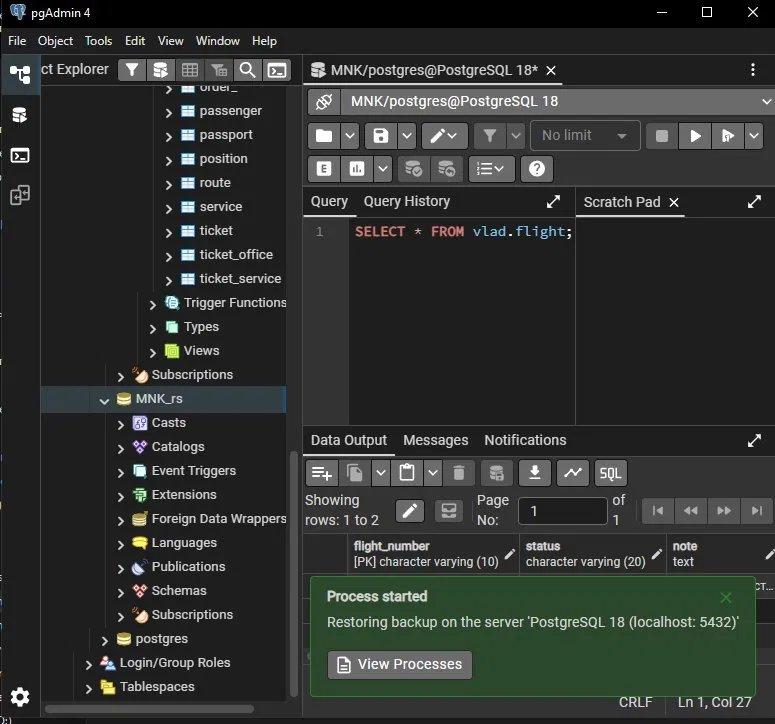 pgAdmin 4
File Object Tools Edit View Window Help
ct Explorer
MNK/postgres@PostgreSQL 18*
MNK/postgres@PostgreSQL 18
order_
passenger
passport
position
route
service
ticket
ticket_office
ticket_service
Trigger Functions
Types
Views
Subscriptions
MNK_rs
Casts
Catalogs
Event Triggers
Extensions
Foreign Data Wrappers
Languages
Publications
Schemas
Subscriptions
postgres
Login/Group Roles
Tablespaces
No limit
E
Query Query History
Scratch Pad
1 SELECT * FROM vlad.flight;
Data Output Messages Notifications
SQL
Showing rows: 1 to 2
Page No: 1 of 1
flight_number
[PK] character varying (10)
status
character varying (20)
note
text
Process started
Restoring backup on the server 'PostgreSQL 18 (localhost: 5432)'
View Processes
CRLF Ln 1, Col 27